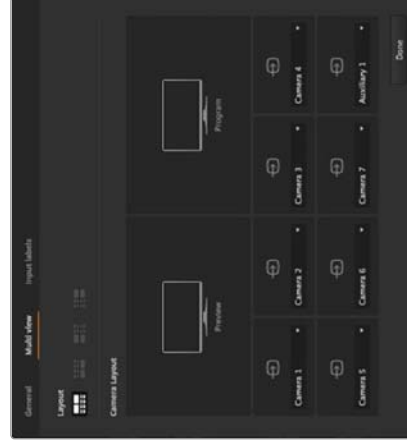 General Multi view Input labels
Layout
Camera Layout
Preview Program
Camera 1 Camera 2 Camera 3 Camera 4
Camera 5 Camera 6 Camera 7 Auxiliary 1
Done